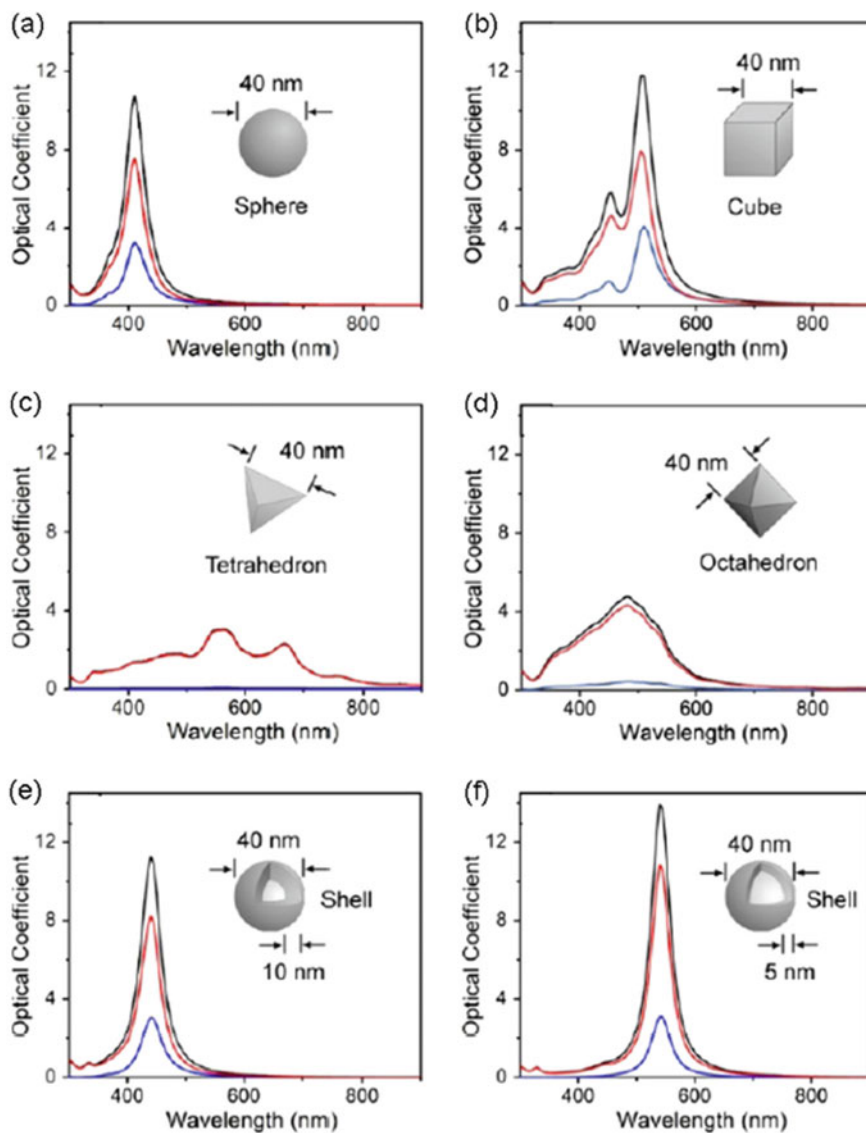 (a)
Optical Coefficient
12
8
4
0
40 nm
Sphere
400 600 800
Wavelength (nm)
(b)
Optical Coefficient
12
8
4
0
40 nm
Cube
400 600 800
Wavelength (nm)
(c)
Optical Coefficient
12
8
4
0
40 nm
Tetrahedron
400 600 800
Wavelength (nm)
(d)
Optical Coefficient
12
8
4
0
40 nm
Octahedron
400 600 800
Wavelength (nm)
(e)
Optical Coefficient
12
8
4
0
40 nm
Shell
10 nm
400 600 800
Wavelength (nm)
(f)
Optical Coefficient
12
8
4
0
40 nm
Shell
5 nm
400 600 800
Wavelength (nm)